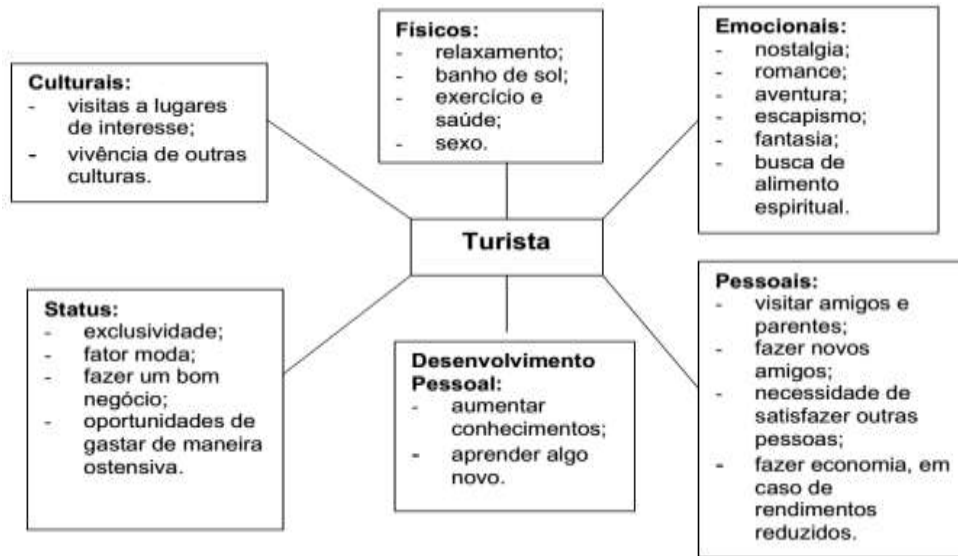 Culturais:
- visitas a lugares
de interesse;
- vivência de outras
culturas.
Físicos:
- relaxamento;
- banho de sol;
- exercício e
saúde;
- sexo.
Emocionais:
- nostalgia;
- romance;
- aventura;
- escapismo;
- fantasia;
- busca de
alimento
espiritual.
Turista
Status:
- exclusividade;
- fator moda;
- fazer um bom
negócio;
- oportunidades de
gastar de maneira
ostensiva.
Desenvolvimento
Pessoal:
- aumentar
conhecimentos;
- aprender algo
novo.
Pessoais:
- visitar amigos e
parentes;
- fazer novos
amigos;
- necessidade de
satisfazer outras
pessoas;
- fazer economia, em
caso de
rendimentos
reduzidos.